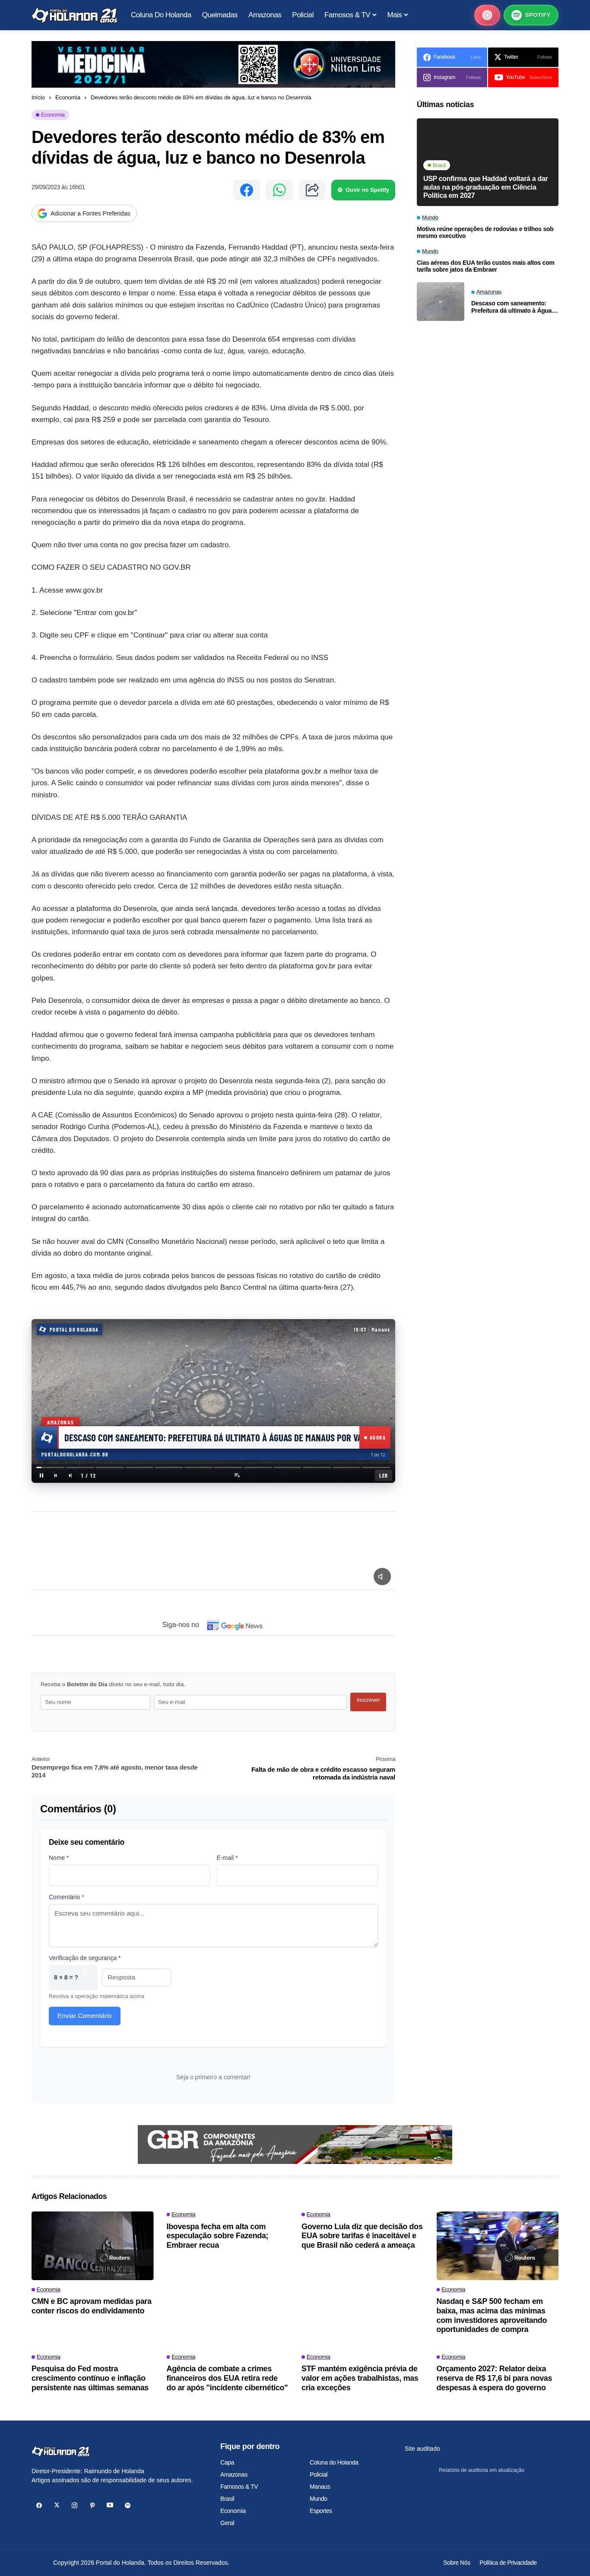 PORTAL DO HOLANDA 21 anos
Coluna Do Holanda
Queimadas
Amazonas
Policial
Famosos & TV
Mais
SPOTIFY
VESTIBULAR
MEDICINA
2027/1
UNIVERSIDADE
Nilton Lins
Início › Economia › Devedores terão desconto médio de 83% em dívidas de água, luz e banco no Desenrola
Economia
Devedores terão desconto médio de 83% em
dívidas de água, luz e banco no Desenrola
29/09/2023 às 16h01
Ouvir no Spotify
Adicionar a Fontes Preferidas
SÃO PAULO, SP (FOLHAPRESS) - O ministro da Fazenda, Fernando Haddad (PT), anunciou nesta sexta-feira
(29) a última etapa do programa Desenrola Brasil, que pode atingir até 32,3 milhões de CPFs negativados.
A partir do dia 9 de outubro, quem tem dívidas de até R$ 20 mil (em valores atualizados) poderá renegociar
seus débitos com desconto e limpar o nome. Essa etapa é voltada a renegociar débitos de pessoas que
ganham até dois salários mínimos ou que estejam inscritas no CadÚnico (Cadastro Único) para programas
sociais do governo federal.
No total, participam do leilão de descontos para essa fase do Desenrola 654 empresas com dívidas
negativadas bancárias e não bancárias -como conta de luz, água, varejo, educação.
Quem aceitar renegociar a dívida pelo programa terá o nome limpo automaticamente dentro de cinco dias úteis
-tempo para a instituição bancária informar que o débito foi negociado.
Segundo Haddad, o desconto médio oferecido pelos credores é de 83%. Uma dívida de R$ 5.000, por
exemplo, cai para R$ 259 e pode ser parcelada com garantia do Tesouro.
Empresas dos setores de educação, eletricidade e saneamento chegam a oferecer descontos acima de 90%.
Haddad afirmou que serão oferecidos R$ 126 bilhões em descontos, representando 83% da dívida total (R$
151 bilhões). O valor líquido da dívida a ser renegociada está em R$ 25 bilhões.
Para renegociar os débitos do Desenrola Brasil, é necessário se cadastrar antes no gov.br. Haddad
recomendou que os interessados já façam o cadastro no gov para poderem acessar a plataforma de
renegociação a partir do primeiro dia da nova etapa do programa.
Quem não tiver uma conta no gov precisa fazer um cadastro.
COMO FAZER O SEU CADASTRO NO GOV.BR
1. Acesse www.gov.br
2. Selecione "Entrar com gov.br"
3. Digite seu CPF e clique em "Continuar" para criar ou alterar sua conta
4. Preencha o formulário. Seus dados podem ser validados na Receita Federal ou no INSS
O cadastro também pode ser realizado em uma agência do INSS ou nos postos do Senatran.
O programa permite que o devedor parcela a dívida em até 60 prestações, obedecendo o valor mínimo de R$
50 em cada parcela.
Os descontos são personalizados para cada um dos mais de 32 milhões de CPFs. A taxa de juros máxima que
cada instituição bancária poderá cobrar no parcelamento é de 1,99% ao mês.
"Os bancos vão poder competir, e os devedores poderão escolher pela plataforma gov.br a melhor taxa de
juros. A Selic caindo o consumidor vai poder refinanciar suas dívidas com juros ainda menores", disse o
ministro.
DÍVIDAS DE ATÉ R$ 5.000 TERÃO GARANTIA
A prioridade da renegociação com a garantia do Fundo de Garantia de Operações será para as dívidas com
valor atualizado de até R$ 5.000, que poderão ser renegociadas à vista ou com parcelamento.
Já as dívidas que não tiverem acesso ao financiamento com garantia poderão ser pagas na plataforma, à vista,
com o desconto oferecido pelo credor. Cerca de 12 milhões de devedores estão nesta situação.
Ao acessar a plataforma do Desenrola, que ainda será lançada. devedores terão acesso a todas as dívidas
que podem renegociar e poderão escolher por qual banco querem fazer o pagamento. Uma lista trará as
instituições, informando qual taxa de juros será cobrada mensalmente no parcelamento.
Os credores poderão entrar em contato com os devedores para informar que fazem parte do programa. O
reconhecimento do débito por parte do cliente só poderá ser feito dentro da plataforma gov.br para evitar
golpes.
Pelo Desenrola, o consumidor deixa de dever às empresas e passa a pagar o débito diretamente ao banco. O
credor recebe à vista o pagamento do débito.
Haddad afirmou que o governo federal fará imensa campanha publicitária para que os devedores tenham
conhecimento do programa, saibam se habitar e negociem seus débitos para voltarem a consumir com o nome
limpo.
O ministro afirmou que o Senado irá aprovar o projeto do Desenrola nesta segunda-feira (2), para sanção do
presidente Lula no dia seguinte, quando expira a MP (medida provisória) que criou o programa.
A CAE (Comissão de Assuntos Econômicos) do Senado aprovou o projeto nesta quinta-feira (28). O relator,
senador Rodrigo Cunha (Podemos-AL), cedeu à pressão do Ministério da Fazenda e manteve o texto da
Câmara dos Deputados. O projeto do Desenrola contempla ainda um limite para juros do rotativo do cartão de
crédito.
O texto aprovado dá 90 dias para as próprias instituições do sistema financeiro definirem um patamar de juros
para o rotativo e para o parcelamento da fatura do cartão em atraso.
O parcelamento é acionado automaticamente 30 dias após o cliente cair no rotativo por não ter quitado a fatura
integral do cartão.
Se não houver aval do CMN (Conselho Monetário Nacional) nesse período, será aplicável o teto que limita a
dívida ao dobro do montante original.
Em agosto, a taxa média de juros cobrada pelos bancos de pessoas físicas no rotativo do cartão de crédito
ficou em 445,7% ao ano, segundo dados divulgados pelo Banco Central na última quarta-feira (27).
PORTAL DO HOLANDA
19:07 · Manaus
AMAZONAS
DESCASO COM SANEAMENTO: PREFEITURA DÁ ULTIMATO À ÁGUAS DE MANAUS POR VA
AGORA
PORTALDOHOLANDA.COM.BR
1 de 12
1 / 12
LER
Siga-nos no Google News
Receba o Boletim do Dia direto no seu e-mail, todo dia.
Seu nome
Seu e-mail
Inscrever
Anterior
Desemprego fica em 7,8% até agosto, menor taxa desde
2014
Próxima
Falta de mão de obra e crédito escasso seguram
retomada da indústria naval
Comentários (0)
Deixe seu comentário
Nome *
E-mail *
Comentário *
Escreva seu comentário aqui...
Verificação de segurança *
8 × 8 = ?
Resposta
Resolva a operação matemática acima
Enviar Comentário
Seja o primeiro a comentar!
Facebook Likes
Twitter Follows
Instagram Follows
YouTube Subscribers
Últimas notícias
Brasil
USP confirma que Haddad voltará a dar
aulas na pós-graduação em Ciência
Política em 2027
Mundo
Motiva reúne operações de rodovias e trilhos sob
mesmo executivo
Mundo
Cias aéreas dos EUA terão custos mais altos com
tarifa sobre jatos da Embraer
Amazonas
Descaso com saneamento:
Prefeitura dá ultimato à Água...
GBR COMPONENTES
DA AMAZÔNIA
Fazendo mais pela Amazônia
Artigos Relacionados
BANCO CENTRAL
Reuters
Economia
CMN e BC aprovam medidas para
conter riscos do endividamento
Economia
Ibovespa fecha em alta com
especulação sobre Fazenda;
Embraer recua
Economia
Governo Lula diz que decisão dos
EUA sobre tarifas é inaceitável e
que Brasil não cederá a ameaça
Reuters
Economia
Nasdaq e S&P 500 fecham em
baixa, mas acima das mínimas
com investidores aproveitando
oportunidades de compra
Economia
Pesquisa do Fed mostra
crescimento contínuo e inflação
persistente nas últimas semanas
Economia
Agência de combate a crimes
financeiros dos EUA retira rede
do ar após "incidente cibernético"
Economia
STF mantém exigência prévia de
valor em ações trabalhistas, mas
cria exceções
Economia
Orçamento 2027: Relator deixa
reserva de R$ 17,6 bi para novas
despesas à espera do governo
HOLANDA 21 anos
Diretor-Presidente: Raimundo de Holanda
Artigos assinados são de responsabilidade de seus autores.
Fique por dentro
Capa
Amazonas
Famosos & TV
Brasil
Economia
Geral
Coluna do Holanda
Policial
Manaus
Mundo
Esportes
Site auditado
Relatório de auditoria em atualização
Copyright 2026 Portal do Holanda. Todos os Direitos Reservados.
Sobre Nós
Política de Privacidade